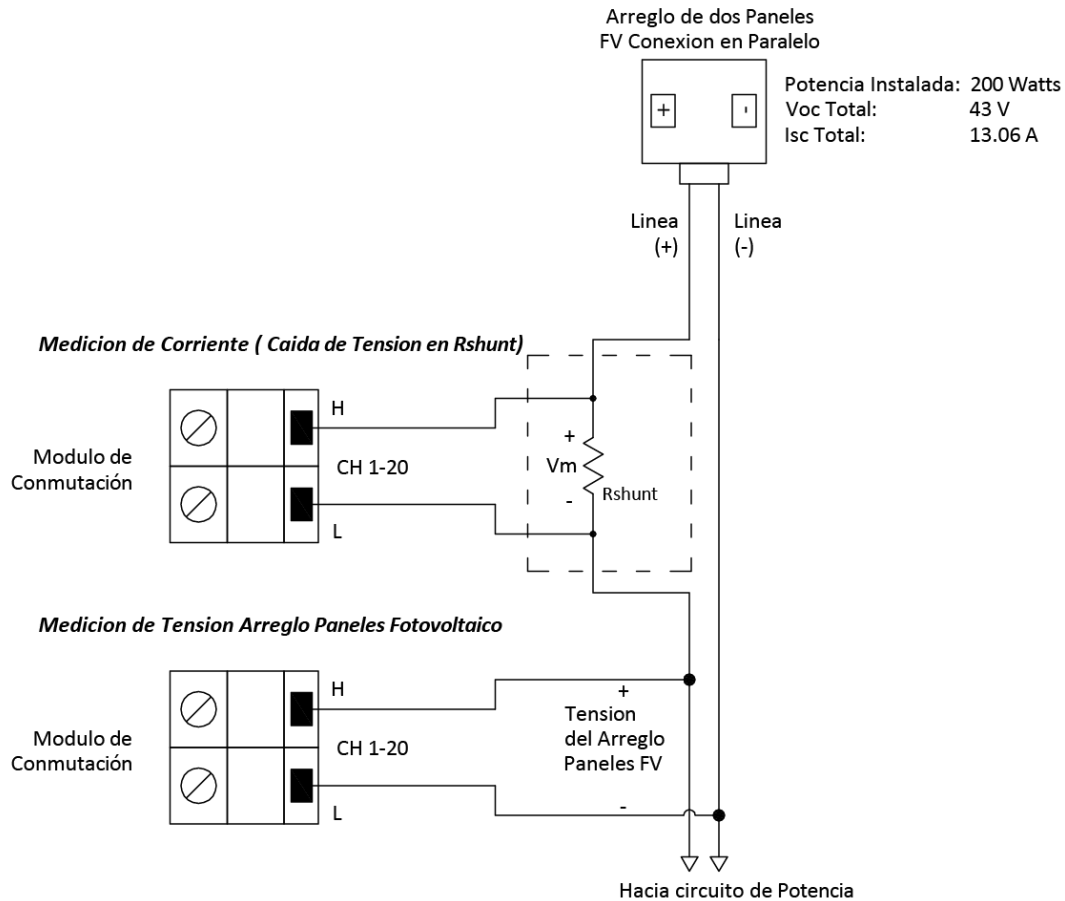 Arreglo de dos Paneles
FV Conexion en Paralelo
+ -
Potencia Instalada: 200 Watts
Voc Total: 43 V
Isc Total: 13.06 A
Linea
(+)
Linea
(-)
Medicion de Corriente ( Caida de Tension en Rshunt)
H
Modulo de
Conmutación
CH 1-20
L
+
Vm
-
Rshunt
Medicion de Tension Arreglo Paneles Fotovoltaico
H
Modulo de
Conmutación
CH 1-20
L
+
Tension
del Arreglo
Paneles FV
-
Hacia circuito de Potencia